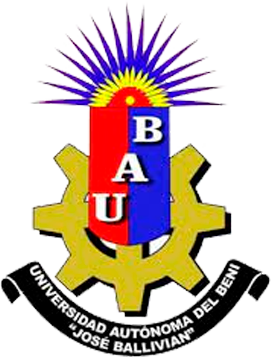 B
A
U
UNIVERSIDAD AUTÓNOMA DEL BENI
"JOSÉ BALLIVIAN"